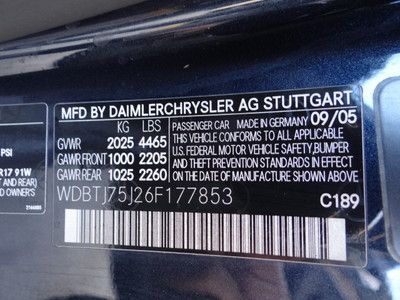 MFD BY DAIMLERCHRYSLER AG STUTTGART
KG LBS
GVWR 2025 4465
GAWR FRONT 1000 2205
GAWR REAR 1025 2260
PASSENGER CAR MADE IN GERMANY 09/05
THIS VEHICLE CONFORMS TO ALL APPLICABLE
U.S. FEDERAL MOTOR VEHICLE SAFETY, BUMPER
AND THEFT PREVENTION STANDARDS IN EFFECT
ON THE DATE OF MANUFACTURE SHOWN ABOVE
WDBTJ75J26F177853
C189
PSI
R17 91W
AND REAR)
D OWNER'S